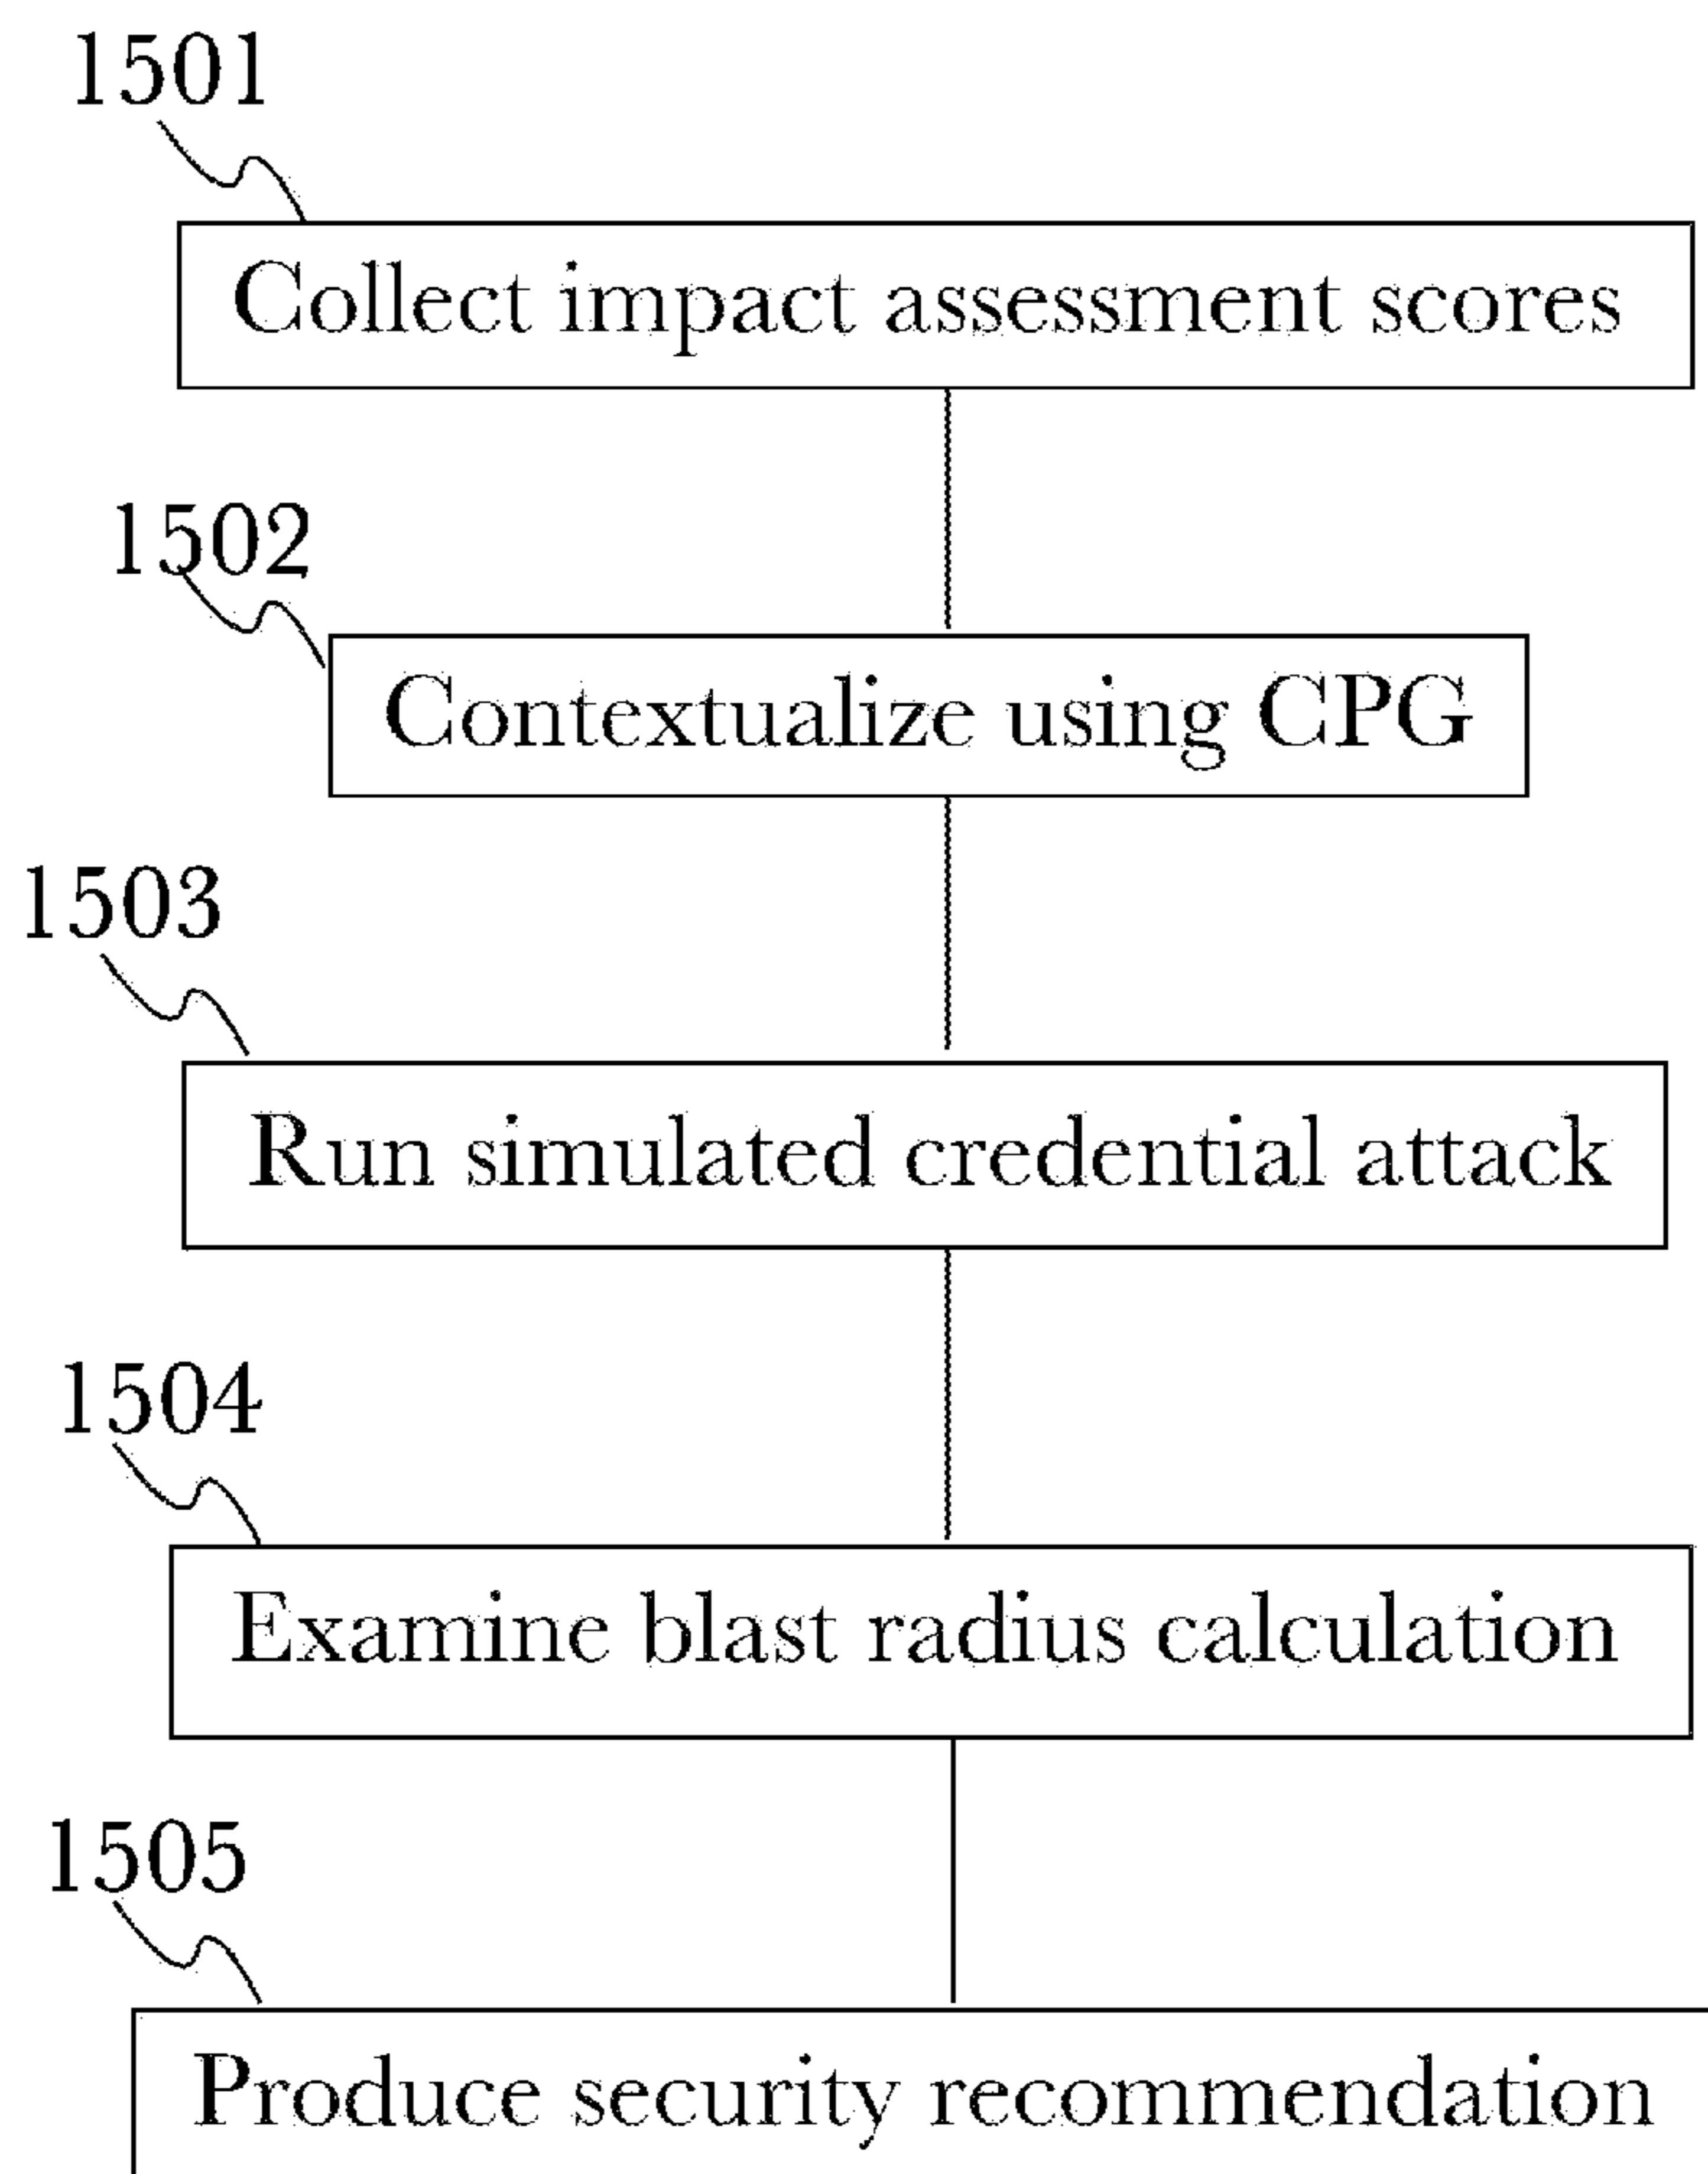 1501
Collect impact assessment scores
1502
Contextualize using CPG
1503
Run simulated credential attack
1504
Examine blast radius calculation
1505
Produce security recommendation